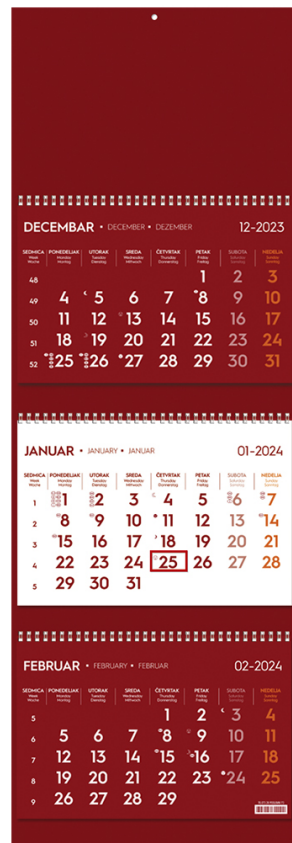 DECEMBAR • DECEMBER • DEZEMBER 12-2023
SEDMICA PONEDELJAK UTORAK SREDA ČETVRTAK PETAK SUBOTA NEDELJA
Week Monday Tuesday Wednesday Thursday Friday Saturday Sunday
Woche Montag Dienstag Mittwoch Donnerstag Freitag Samstag Sonntag
48 1 2 3
49 4 5 6 7 8 9 10
50 11 12 13 14 15 16 17
51 18 19 20 21 22 23 24
52 25 26 27 28 29 30 31
JANUAR • JANUARY • JANUAR 01-2024
SEDMICA PONEDELJAK UTORAK SREDA ČETVRTAK PETAK SUBOTA NEDELJA
Week Monday Tuesday Wednesday Thursday Friday Saturday Sunday
Woche Montag Dienstag Mittwoch Donnerstag Freitag Samstag Sonntag
1 1 2 3 4 5 6 7
2 8 9 10 11 12 13 14
3 15 16 17 18 19 20 21
4 22 23 24 25 26 27 28
5 29 30 31
FEBRUAR • FEBRUARY • FEBRUAR 02-2024
SEDMICA PONEDELJAK UTORAK SREDA ČETVRTAK PETAK SUBOTA NEDELJA
Week Monday Tuesday Wednesday Thursday Friday Saturday Sunday
Woche Montag Dienstag Mittwoch Donnerstag Freitag Samstag Sonntag
5 1 2 3 4
6 5 6 7 8 9 10 11
7 12 13 14 15 16 17 18
8 19 20 21 22 23 24 25
9 26 27 28 29